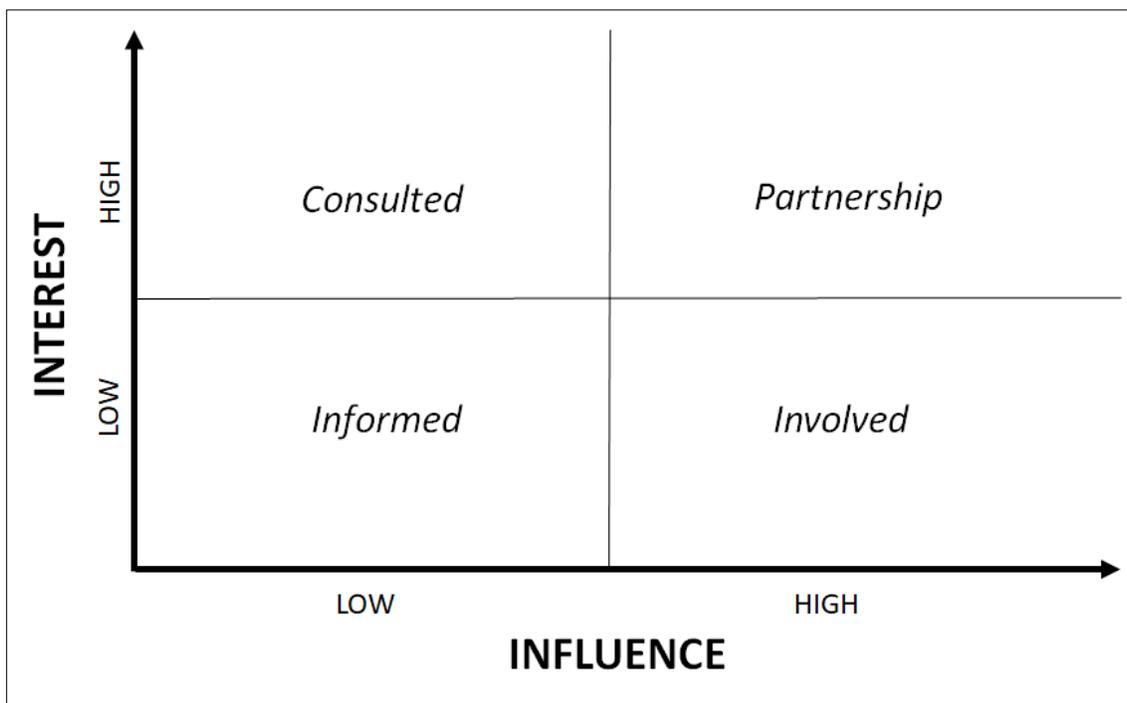 INTEREST
HIGH
LOW
Consulted
Partnership
Informed
Involved
LOW
HIGH
INFLUENCE